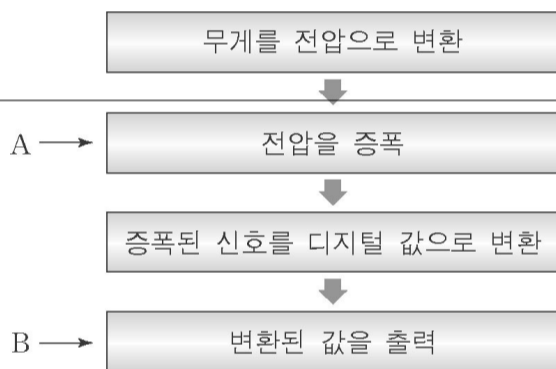 무게를 전압으로 변환
A
전압을 증폭
증폭된 신호를 디지털 값으로 변환
B
변환된 값을 출력